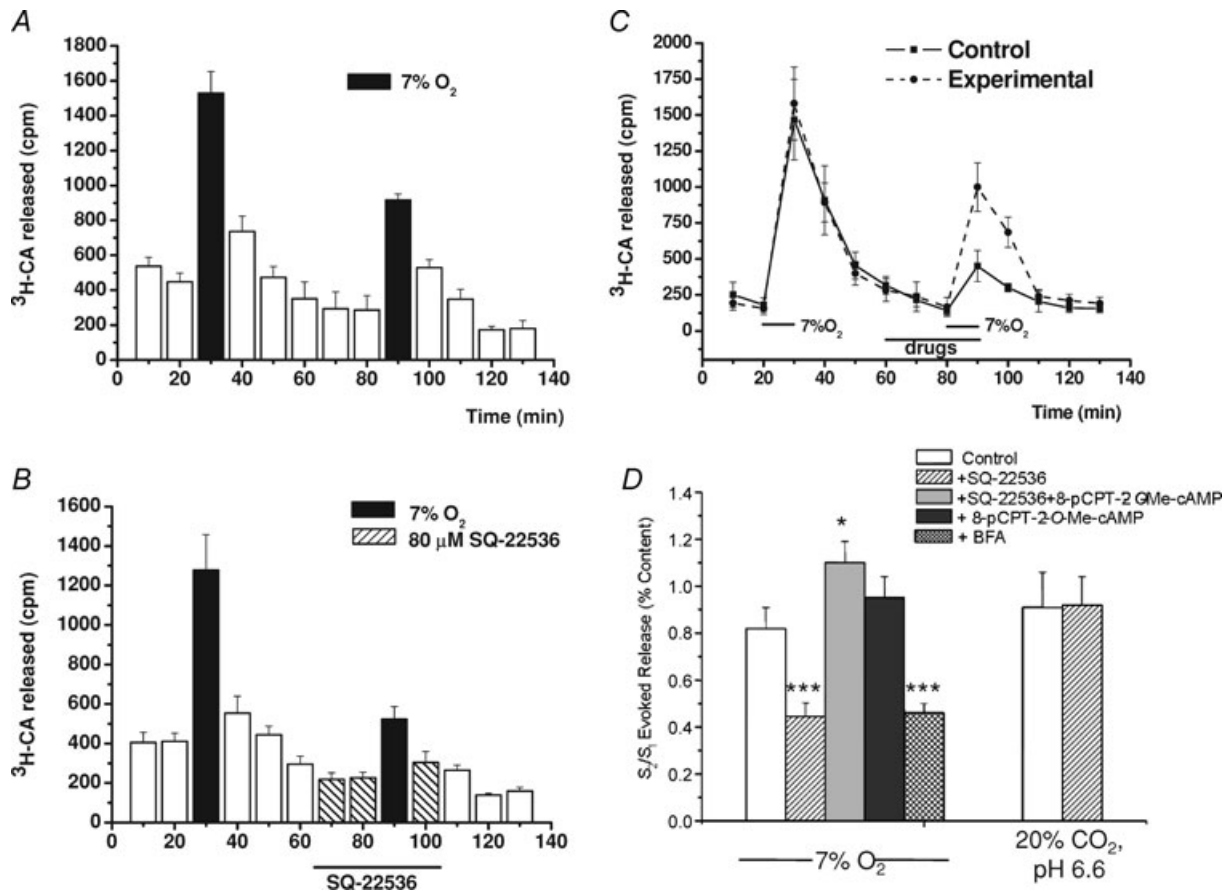 A
1800
1600
1400
1200
1000
800
600
400
200
0
³H-CA released (cpm)
7% O₂
0 20 40 60 80 100 120 140
Time (min)
B
1600
1400
1200
1000
800
600
400
200
0
³H-CA released (cpm)
7% O₂
80 μM SQ-22536
0 20 40 60 80 100 120 140
SQ-22536
C
2000
1750
1500
1250
1000
750
500
250
0
³H-CA released (cpm)
Control
Experimental
7%O₂
7%O₂
drugs
0 20 40 60 80 100 120 140
Time (min)
D
Control
+SQ-22536
+SQ-22536+8-pCPT-2'-O-Me-cAMP
+ 8-pCPT-2-O-Me-cAMP
+ BFA
1.4
1.2
1.0
0.8
0.6
0.4
0.2
0.0
S₂/S₁ Evoked Release (% Content)
***
*
***
7% O₂
20% CO₂,
pH 6.6